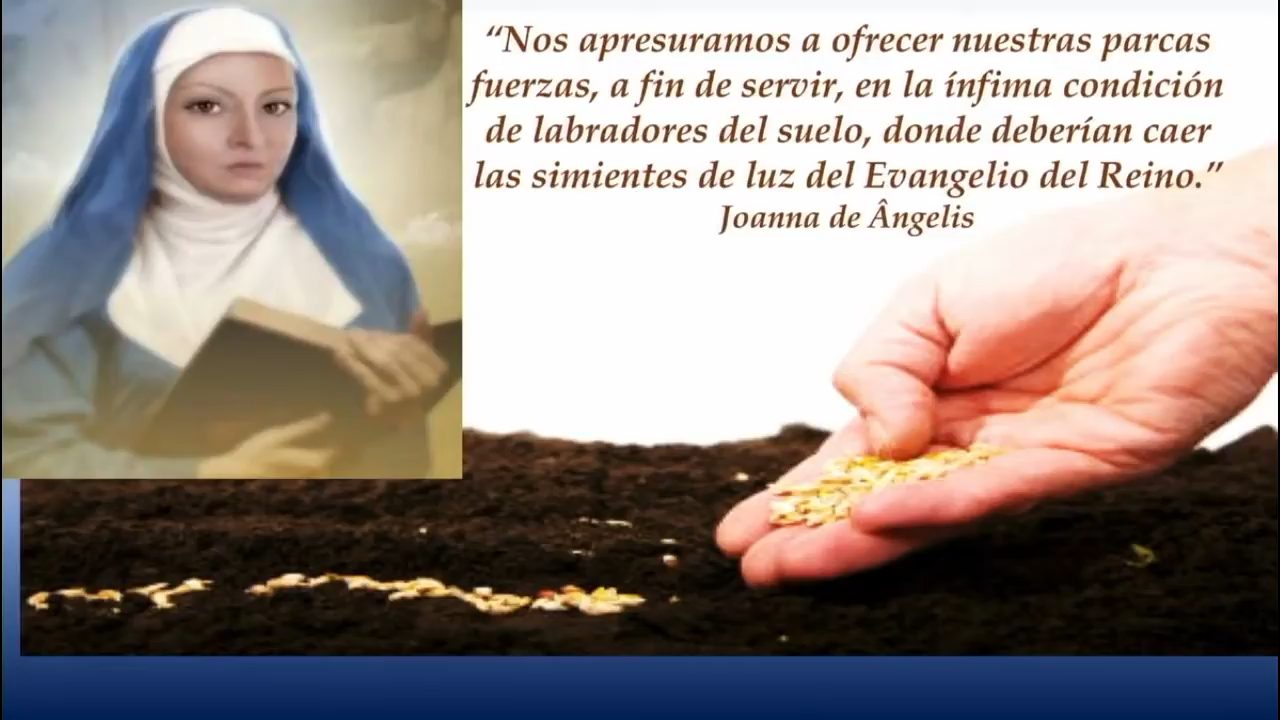 “Nos apresuramos a ofrecer nuestras parcas
fuerzas, a fin de servir, en la ínfima condición
de labradores del suelo, donde deberían caer
las simientes de luz del Evangelio del Reino.”
Joanna de Ângelis